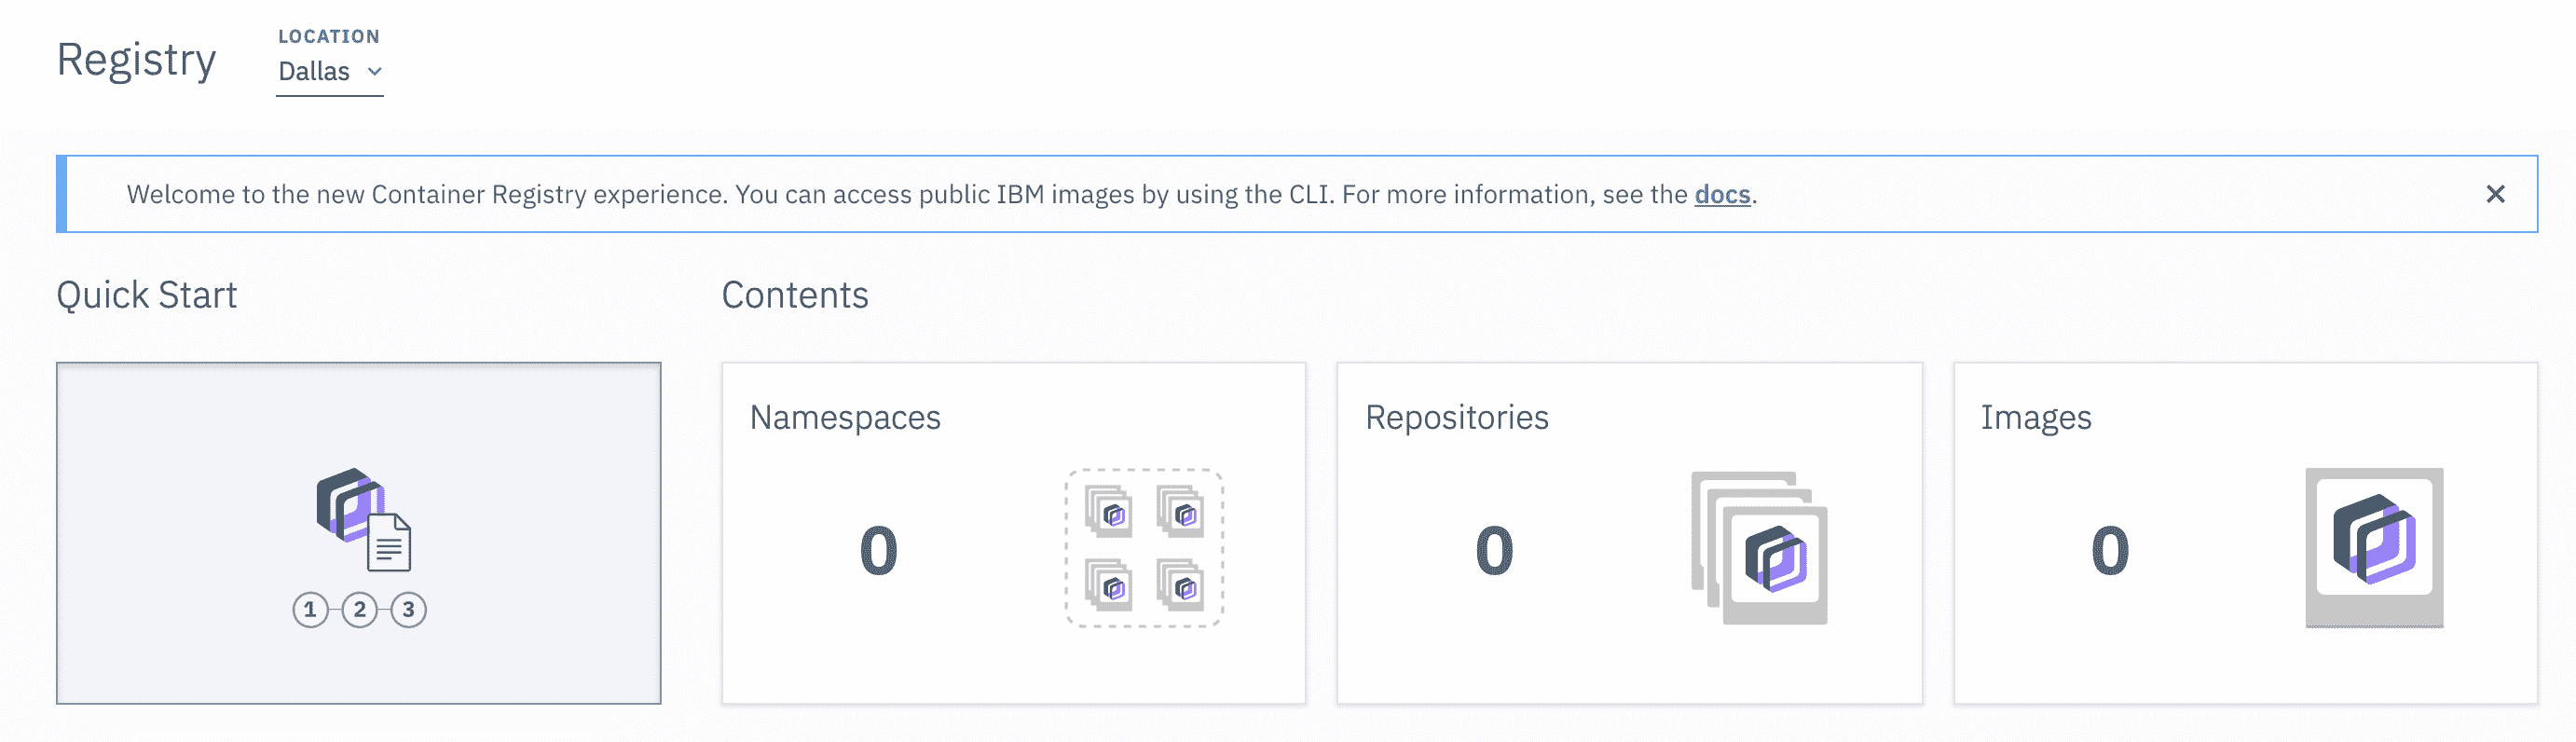 Registry
LOCATION
Dallas
Welcome to the new Container Registry experience. You can access public IBM images by using the CLI. For more information, see the docs.
Quick Start
Contents
1 2 3
Namespaces
0
Repositories
0
Images
0